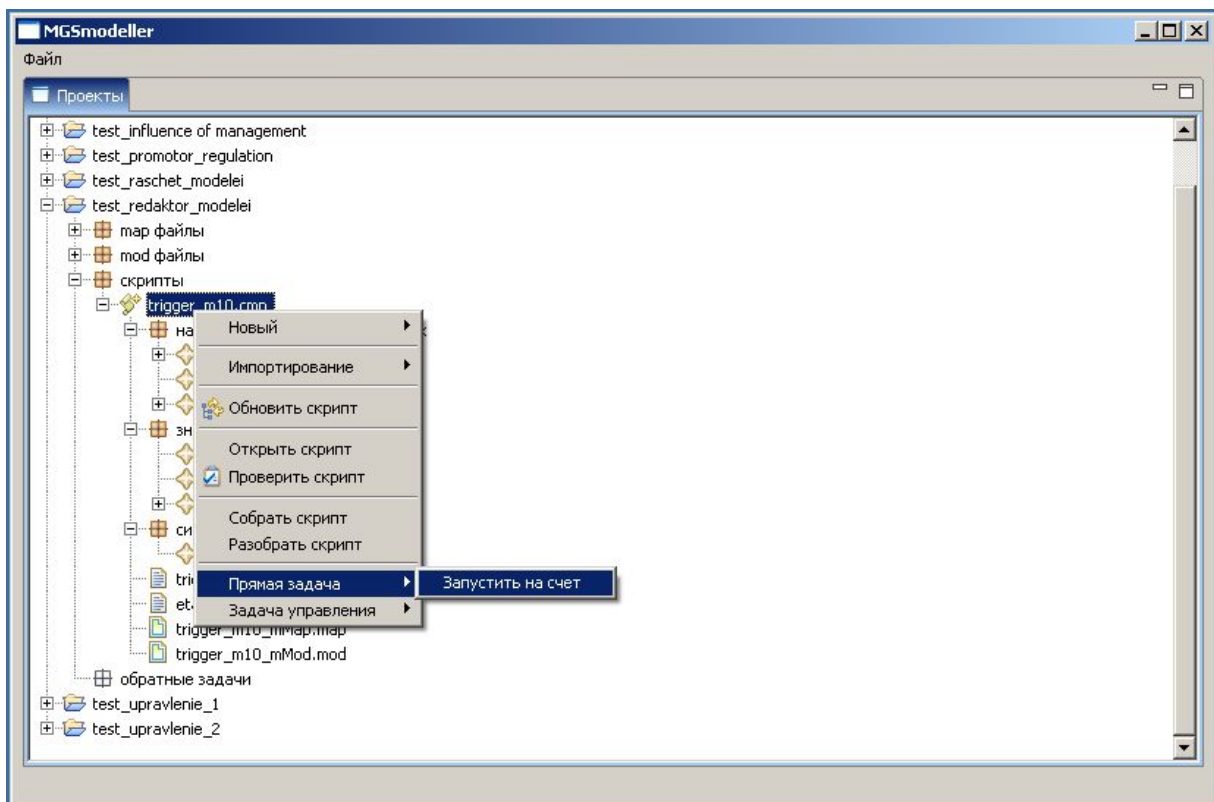 MGSmodeller
Файл
Проекты
test_influence of management
test_promotor_regulation
test_raschet_modelei
test_redaktor_modelei
map файлы
mod файлы
скрипты
trigger_m10.cmp
Новый
Импортирование
Обновить скрипт
Открыть скрипт
Проверить скрипт
Собрать скрипт
Разобрать скрипт
Прямая задача
Запустить на счет
Задача управления
trigger_m10_mMap.map
trigger_m10_mMod.mod
обратные задачи
test_upravlenie_1
test_upravlenie_2